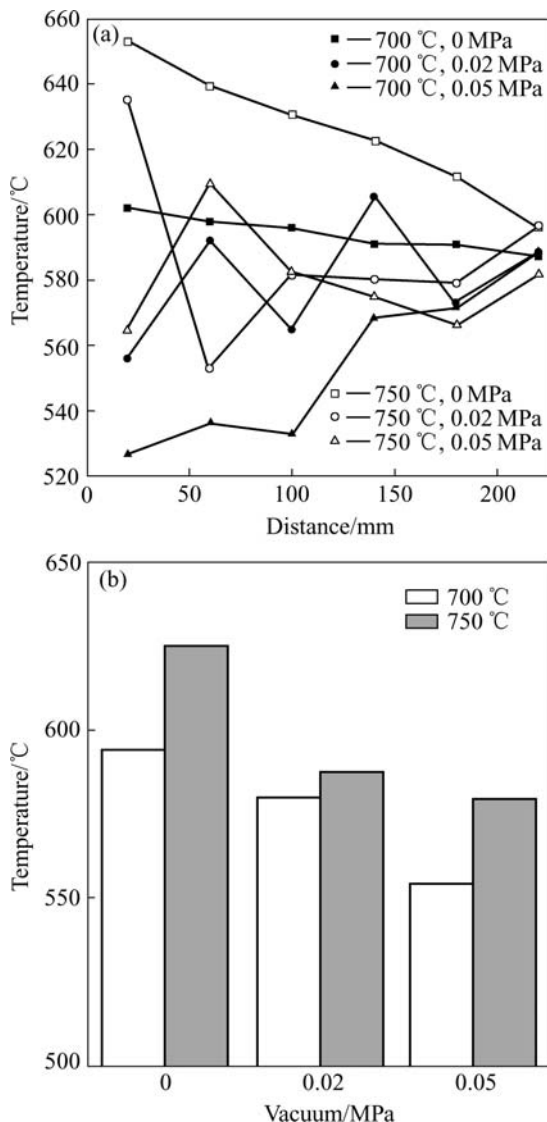 (a)
700 ℃, 0 MPa
700 ℃, 0.02 MPa
700 ℃, 0.05 MPa
660
640
620
600
580
560
540
520
Temperature/℃
750 ℃, 0 MPa
750 ℃, 0.02 MPa
750 ℃, 0.05 MPa
0 50 100 150 200
Distance/mm
(b)
700 ℃
750 ℃
650
600
550
500
Temperature/℃
0 0.02 0.05
Vacuum/MPa